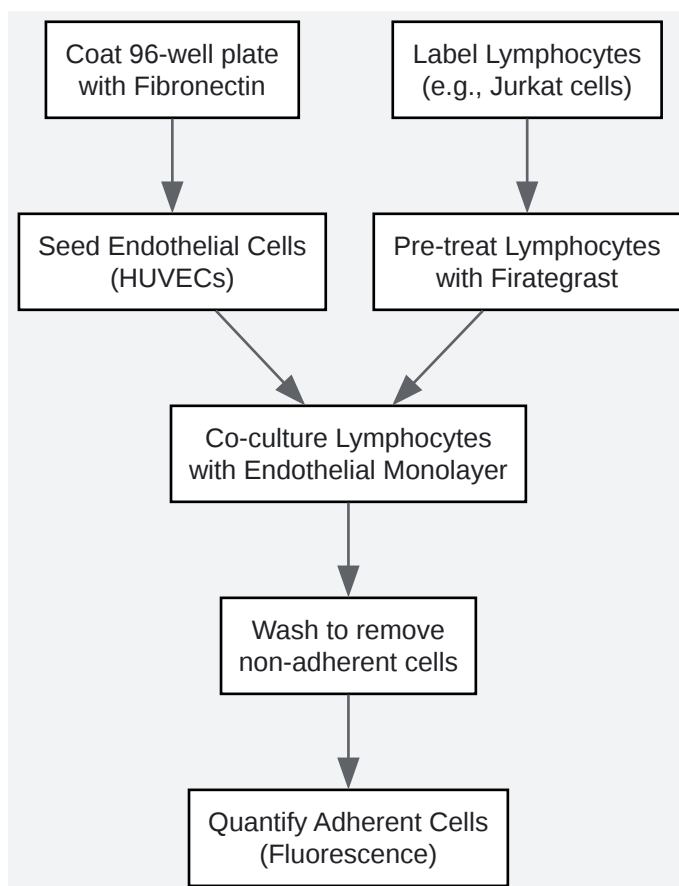 Coat 96-well plate
with Fibronectin
Label Lymphocytes
(e.g., Jurkat cells)
Seed Endothelial Cells
(HUVECs)
Pre-treat Lymphocytes
with Firategrast
Co-culture Lymphocytes
with Endothelial Monolayer
Wash to remove
non-adherent cells
Quantify Adherent Cells
(Fluorescence)